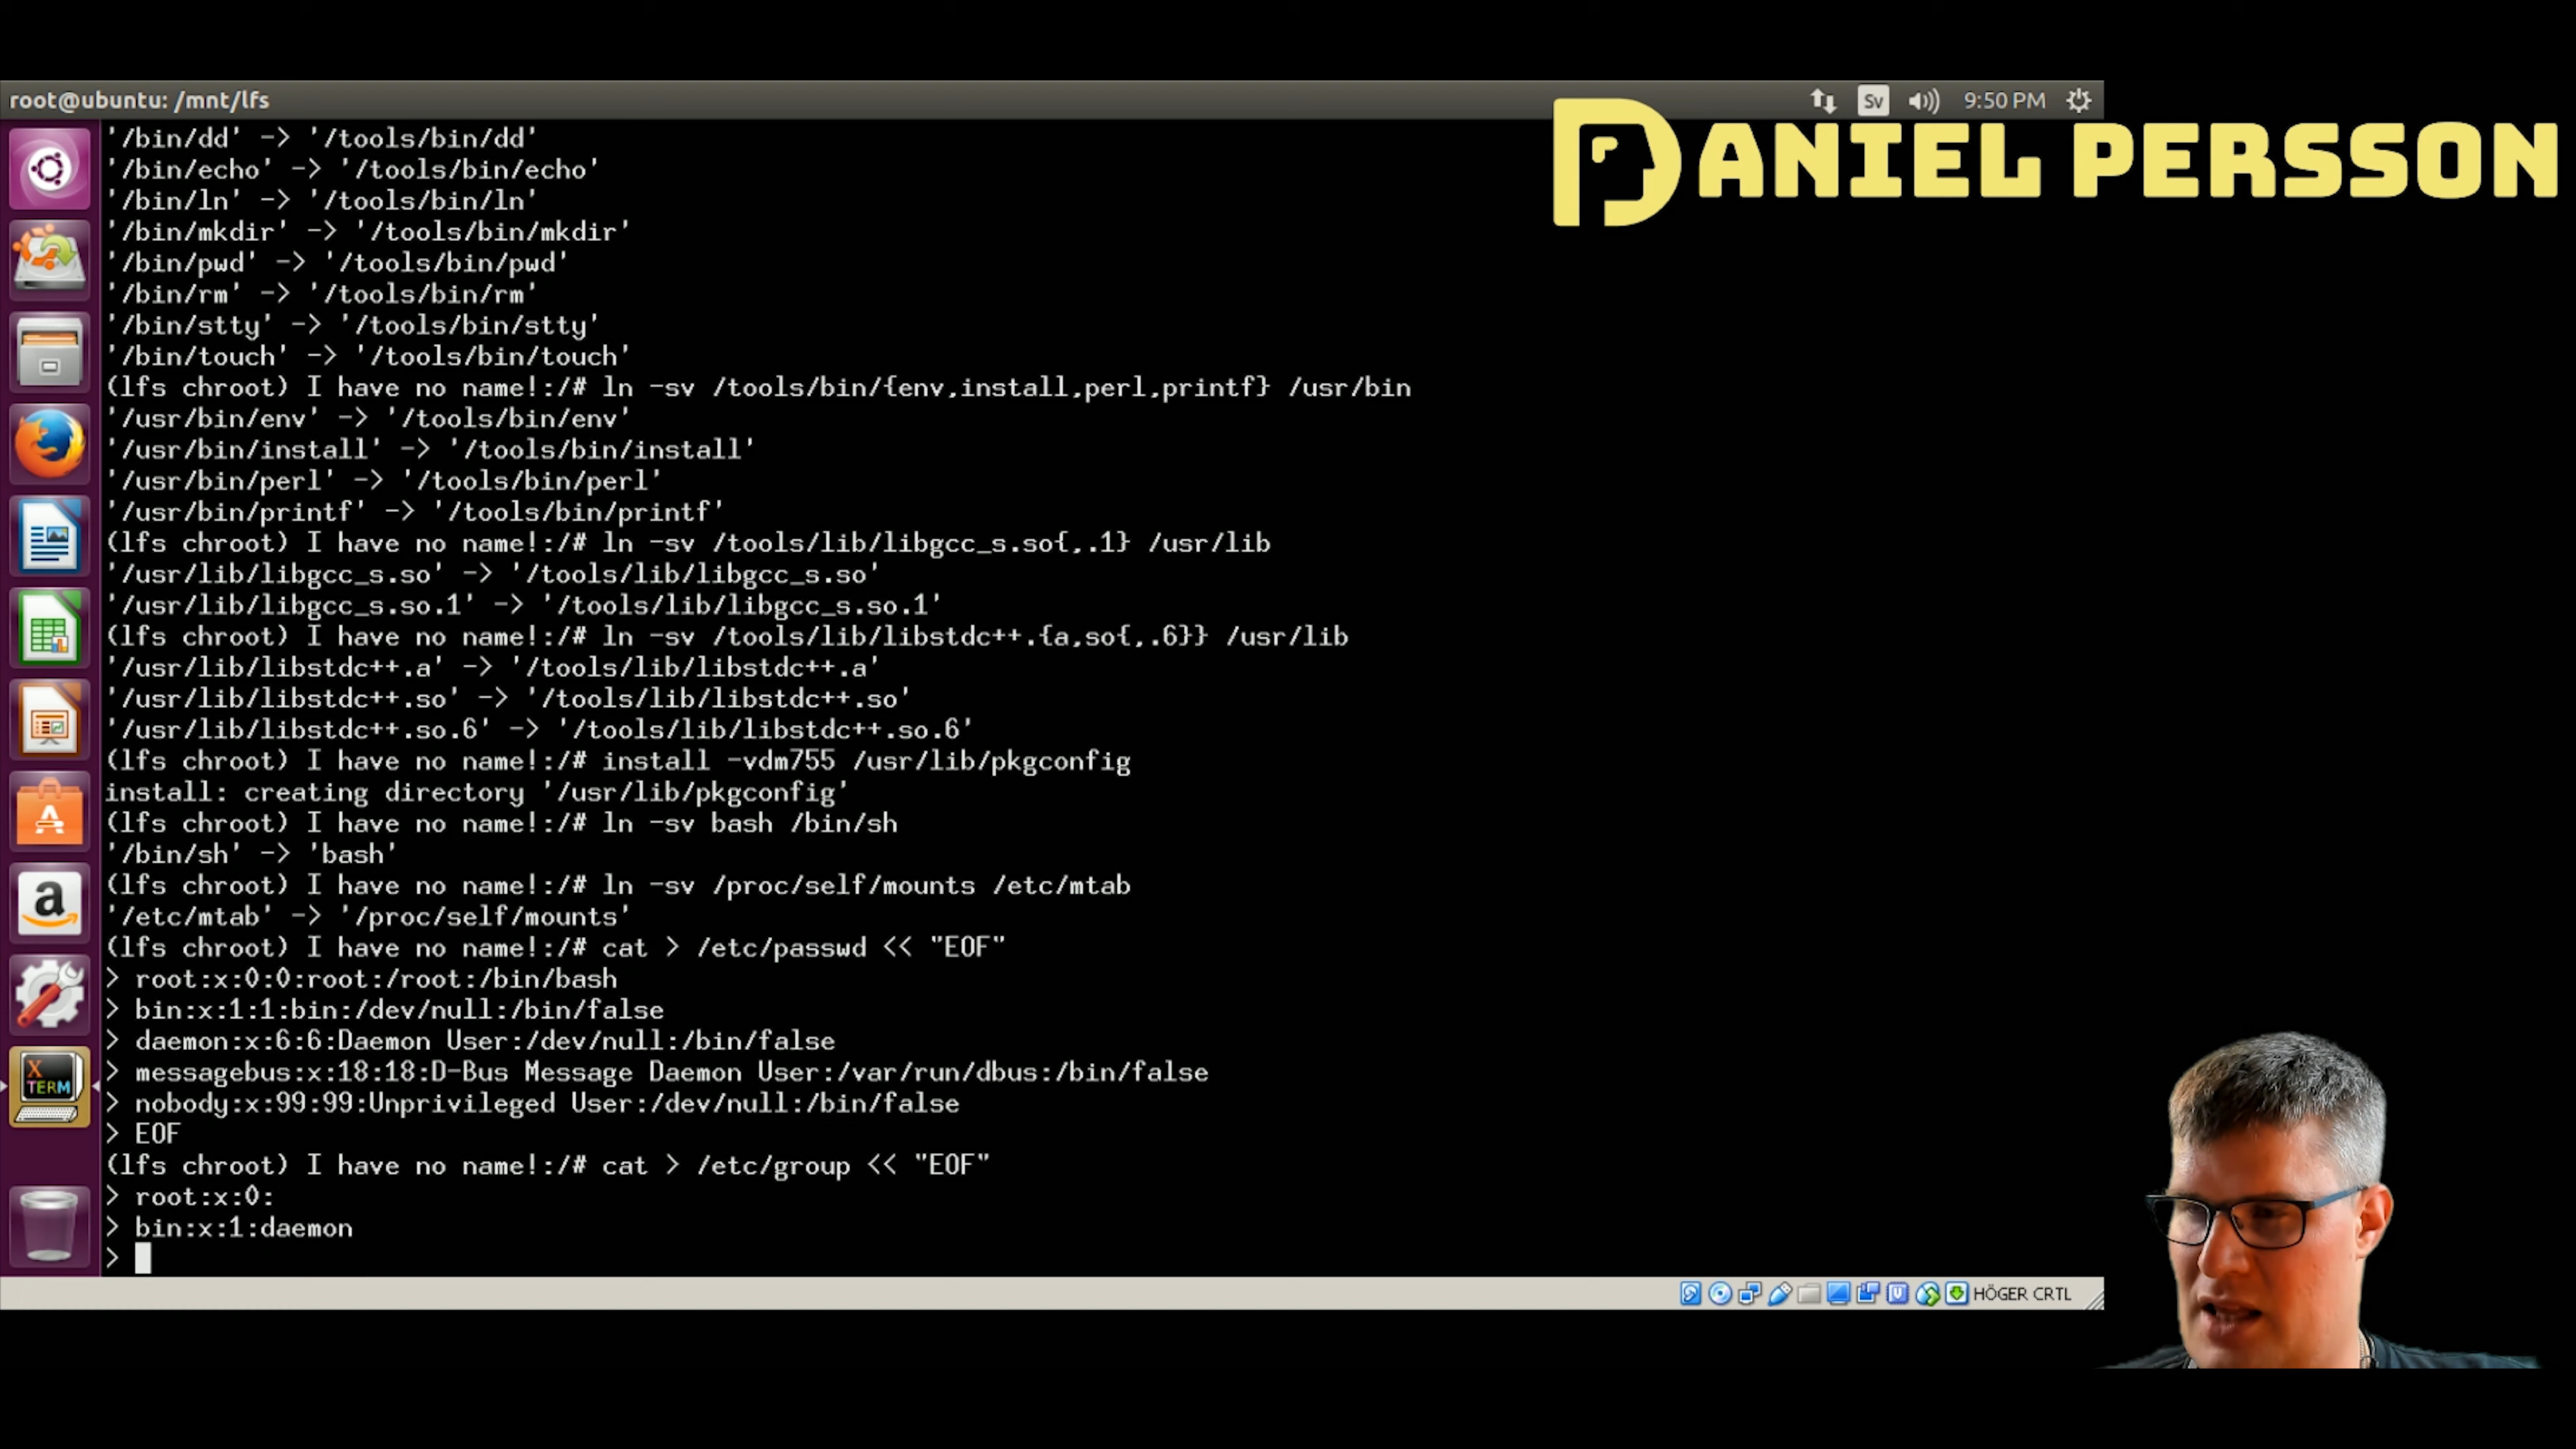 root@ubuntu: /mnt/lfs
Sv
9:50 PM
DANIEL PERSSON
'/bin/dd' -> '/tools/bin/dd'
'/bin/echo' -> '/tools/bin/echo'
'/bin/ln' -> '/tools/bin/ln'
'/bin/mkdir' -> '/tools/bin/mkdir'
'/bin/pwd' -> '/tools/bin/pwd'
'/bin/rm' -> '/tools/bin/rm'
'/bin/stty' -> '/tools/bin/stty'
'/bin/touch' -> '/tools/bin/touch'
(lfs chroot) I have no name!:/# ln -sv /tools/bin/{env,install,perl,printf} /usr/bin
'/usr/bin/env' -> '/tools/bin/env'
'/usr/bin/install' -> '/tools/bin/install'
'/usr/bin/perl' -> '/tools/bin/perl'
'/usr/bin/printf' -> '/tools/bin/printf'
(lfs chroot) I have no name!:/# ln -sv /tools/lib/libgcc_s.so{,.1} /usr/lib
'/usr/lib/libgcc_s.so' -> '/tools/lib/libgcc_s.so'
'/usr/lib/libgcc_s.so.1' -> '/tools/lib/libgcc_s.so.1'
(lfs chroot) I have no name!:/# ln -sv /tools/lib/libstdc++.{a,so{,.6}} /usr/lib
'/usr/lib/libstdc++.a' -> '/tools/lib/libstdc++.a'
'/usr/lib/libstdc++.so' -> '/tools/lib/libstdc++.so'
'/usr/lib/libstdc++.so.6' -> '/tools/lib/libstdc++.so.6'
(lfs chroot) I have no name!:/# install -vdm755 /usr/lib/pkgconfig
install: creating directory '/usr/lib/pkgconfig'
(lfs chroot) I have no name!:/# ln -sv bash /bin/sh
'/bin/sh' -> 'bash'
(lfs chroot) I have no name!:/# ln -sv /proc/self/mounts /etc/mtab
'/etc/mtab' -> '/proc/self/mounts'
(lfs chroot) I have no name!:/# cat > /etc/passwd << "EOF"
> root:x:0:0:root:/root:/bin/bash
> bin:x:1:1:bin:/dev/null:/bin/false
> daemon:x:6:6:Daemon User:/dev/null:/bin/false
> messagebus:x:18:18:D-Bus Message Daemon User:/var/run/dbus:/bin/false
> nobody:x:99:99:Unprivileged User:/dev/null:/bin/false
> EOF
(lfs chroot) I have no name!:/# cat > /etc/group << "EOF"
> root:x:0:
> bin:x:1:daemon
>
X
TERM
HÖGER CRTL